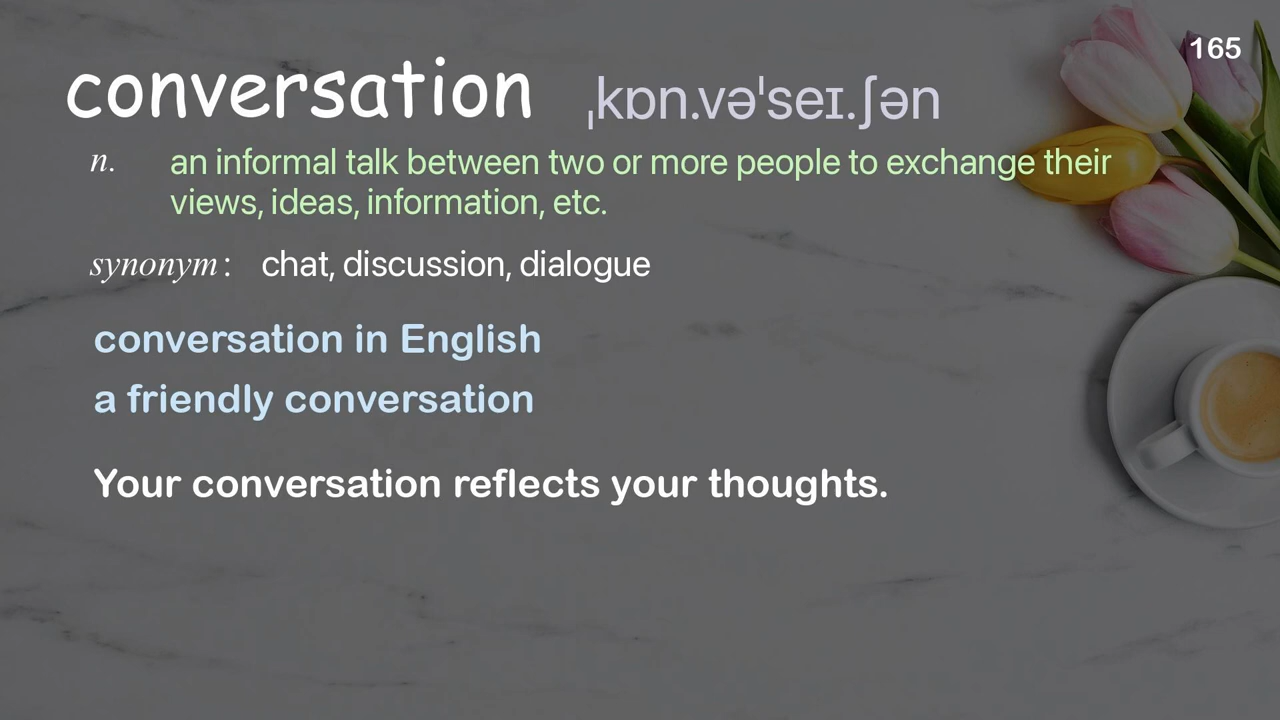 165
conversation ˌkɒn.vəˈseɪ.ʃən
n. an informal talk between two or more people to exchange their
views, ideas, information, etc.
synonym: chat, discussion, dialogue
conversation in English
a friendly conversation
Your conversation reflects your thoughts.